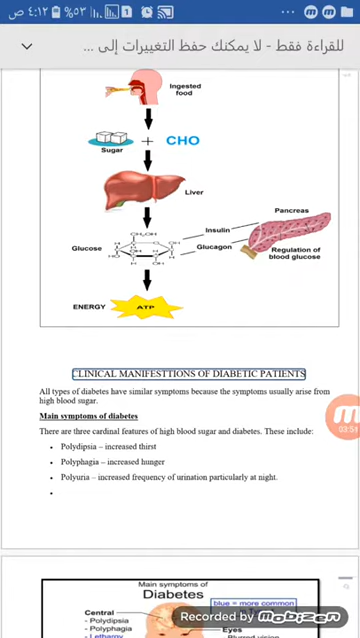 ٤:١٢ ص
٥٣%
للقراءة فقط - لا يمكنك حفظ التغييرات إلى ...
Ingested
food
+ CHO
Sugar
Liver
Pancreas
CH₂OH
Insulin
Glucose
Glucagon
Regulation of
blood glucose
ENERGY
ATP
CLINICAL MANIFESTTIONS OF DIABETIC PATIENTS
All types of diabetes have similar symptoms because the symptoms usually arise from
high blood sugar.
Main symptoms of diabetes
There are three cardinal features of high blood sugar and diabetes. These include:
• Polydipsia – increased thirst
• Polyphagia – increased hunger
• Polyuria – increased frequency of urination particularly at night.
•
Main symptoms of
Diabetes
blue = more common
Central
- Polydipsia
- Polyphagia
- Lethargy
Eyes
Recorded by mobizen